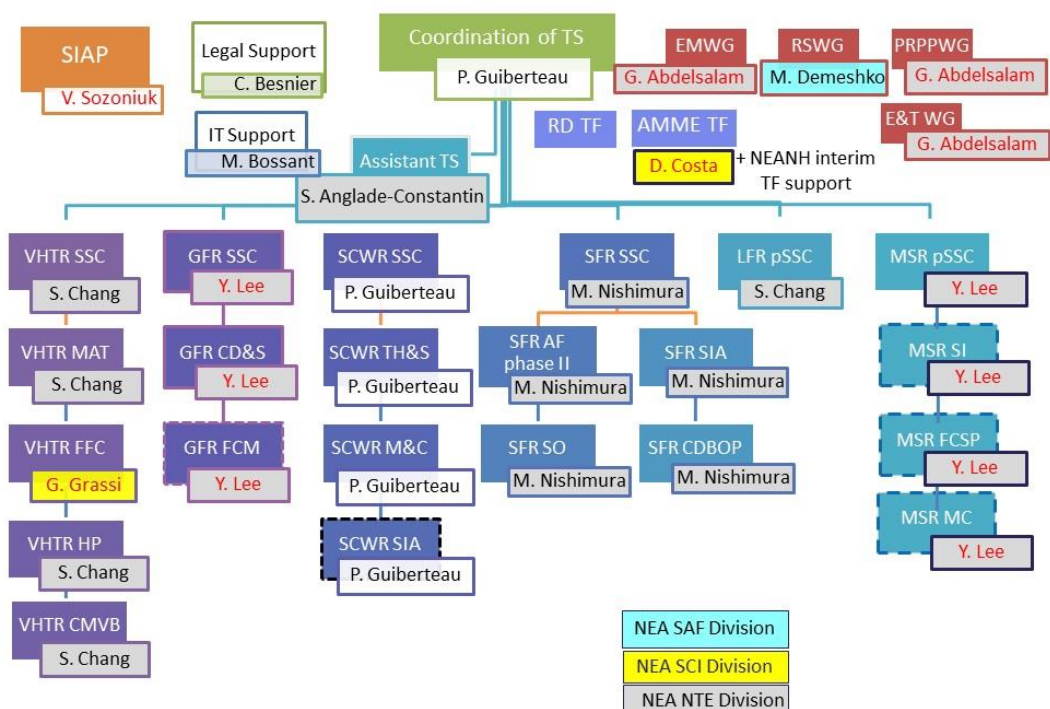 SIAP
V. Sozoniuk
Legal Support
C. Besnier
Coordination of TS
P. Guiberteau
EMWG
G. Abdelsalam
RSWG
M. Demeshko
PRPPWG
G. Abdelsalam
IT Support
M. Bossant
Assistant TS
S. Anglade-Constantin
RD TF
AMME TF
D. Costa
+ NEANH interim
TF support
E&T WG
G. Abdelsalam
VHTR SSC
S. Chang
GFR SSC
Y. Lee
SCWR SSC
P. Guiberteau
SFR SSC
M. Nishimura
LFR pSSC
S. Chang
MSR pSSC
Y. Lee
VHTR MAT
S. Chang
GFR CD&S
Y. Lee
SCWR TH&S
P. Guiberteau
SFR AF
phase II
M. Nishimura
SFR SIA
M. Nishimura
MSR SI
Y. Lee
VHTR FFC
G. Grassi
GFR FCM
Y. Lee
SCWR M&C
P. Guiberteau
SFR SO
M. Nishimura
SFR CDBOP
M. Nishimura
MSR FCSP
Y. Lee
VHTR HP
S. Chang
SCWR SIA
P. Guiberteau
MSR MC
Y. Lee
VHTR CMVB
S. Chang
NEA SAF Division
NEA SCI Division
NEA NTE Division